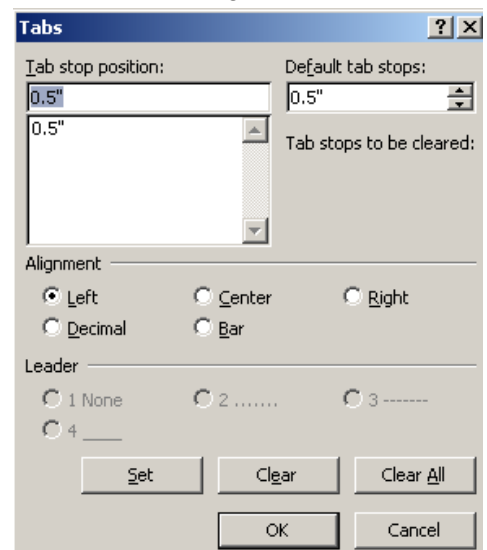 Tabs
Tab stop position: Default tab stops:
0.5" 0.5"
0.5"
Tab stops to be cleared:
Alignment
Left Center Right
Decimal Bar
Leader
1 None 2 ....... 3 -------
4 ____
Set Clear Clear All
OK Cancel